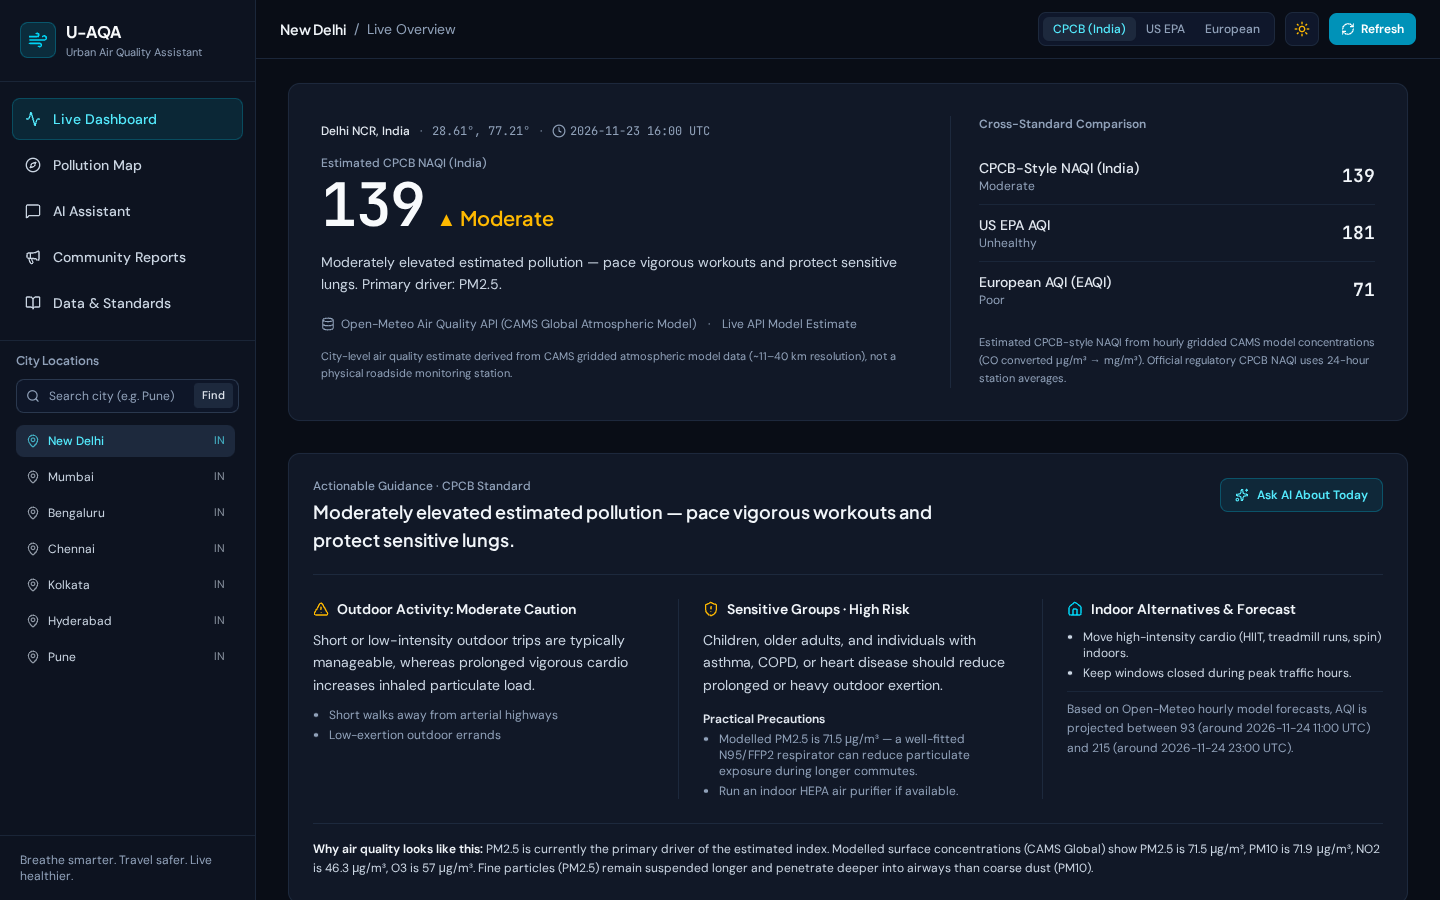 U-AQA
Urban Air Quality Assistant
Live Dashboard
Pollution Map
AI Assistant
Community Reports
Data & Standards
City Locations
Search city (e.g. Pune)
Find
New Delhi IN
Mumbai IN
Bengaluru IN
Chennai IN
Kolkata IN
Hyderabad IN
Pune IN
Breathe smarter. Travel safer. Live
healthier.
New Delhi / Live Overview
CPCB (India) US EPA European
Refresh
Delhi NCR, India · 28.61°, 77.21° · 2026-11-23 16:00 UTC
Estimated CPCB NAQI (India)
139 ▲ Moderate
Moderately elevated estimated pollution — pace vigorous workouts and protect sensitive
lungs. Primary driver: PM2.5.
Open-Meteo Air Quality API (CAMS Global Atmospheric Model) · Live API Model Estimate
City-level air quality estimate derived from CAMS gridded atmospheric model data (~11–40 km resolution), not a
physical roadside monitoring station.
Cross-Standard Comparison
CPCB-Style NAQI (India)
Moderate
139
US EPA AQI
Unhealthy
181
European AQI (EAQI)
Poor
71
Estimated CPCB-style NAQI from hourly gridded CAMS model concentrations
(CO converted μg/m³ → mg/m³). Official regulatory CPCB NAQI uses 24-hour
station averages.
Actionable Guidance · CPCB Standard
Moderately elevated estimated pollution — pace vigorous workouts and
protect sensitive lungs.
Ask AI About Today
Outdoor Activity: Moderate Caution
Short or low-intensity outdoor trips are typically
manageable, whereas prolonged vigorous cardio
increases inhaled particulate load.
• Short walks away from arterial highways
• Low-exertion outdoor errands
Sensitive Groups · High Risk
Children, older adults, and individuals with
asthma, COPD, or heart disease should reduce
prolonged or heavy outdoor exertion.
Practical Precautions
• Modelled PM2.5 is 71.5 μg/m³ — a well-fitted
N95/FFP2 respirator can reduce particulate
exposure during longer commutes.
• Run an indoor HEPA air purifier if available.
Indoor Alternatives & Forecast
• Move high-intensity cardio (HIIT, treadmill runs, spin)
indoors.
• Keep windows closed during peak traffic hours.
Based on Open-Meteo hourly model forecasts, AQI is
projected between 93 (around 2026-11-24 11:00 UTC)
and 215 (around 2026-11-24 23:00 UTC).
Why air quality looks like this: PM2.5 is currently the primary driver of the estimated index. Modelled surface concentrations (CAMS Global) show PM2.5 is 71.5 μg/m³, PM10 is 71.9 μg/m³, NO2
is 46.3 μg/m³, O3 is 57 μg/m³. Fine particles (PM2.5) remain suspended longer and penetrate deeper into airways than coarse dust (PM10).